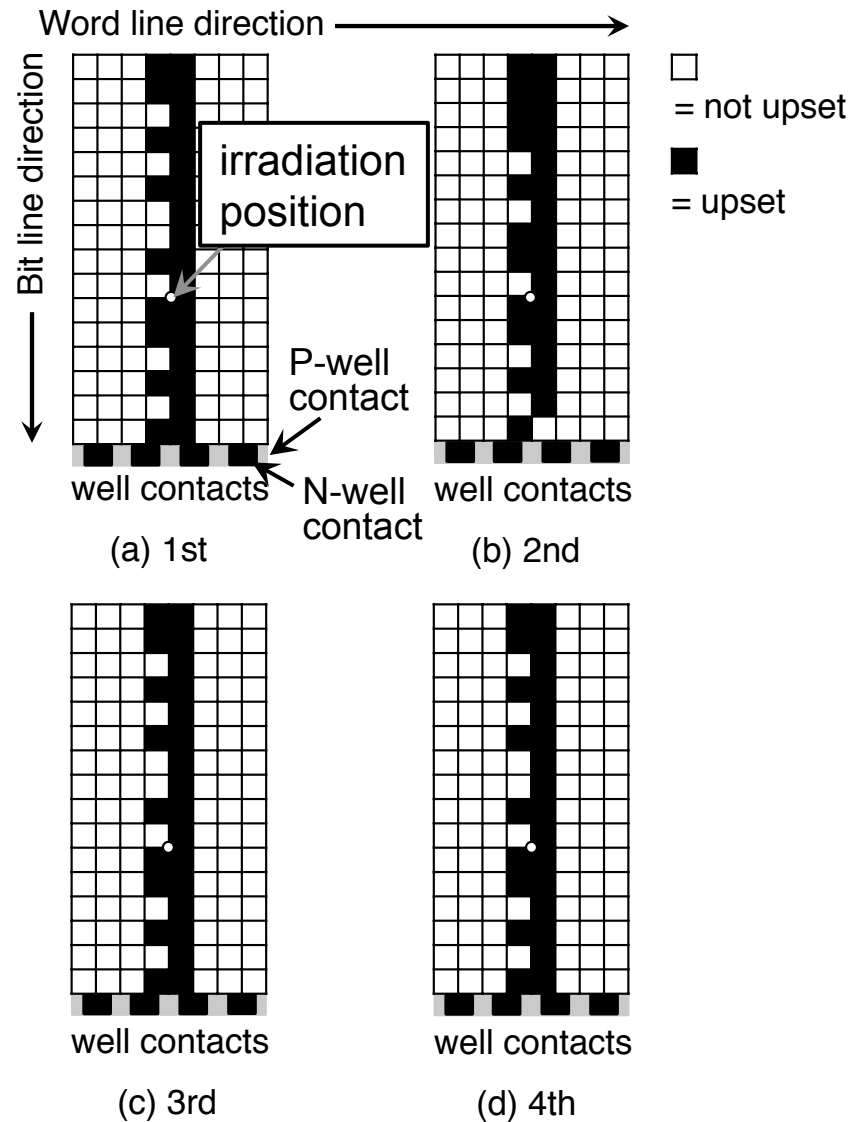 Word line direction
Bit line direction
= not upset
= upset
irradiation
position
P-well
contact
N-well
contact
well contacts
(a) 1st
well contacts
(b) 2nd
well contacts
(c) 3rd
well contacts
(d) 4th